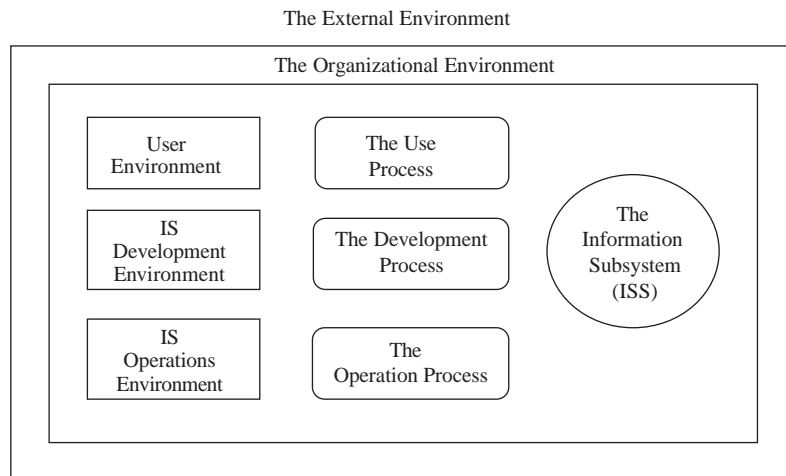 The External Environment
The Organizational Environment
User
Environment
The Use
Process
IS
Development
Environment
The Development
Process
The
Information
Subsystem
(ISS)
IS
Operations
Environment
The
Operation Process